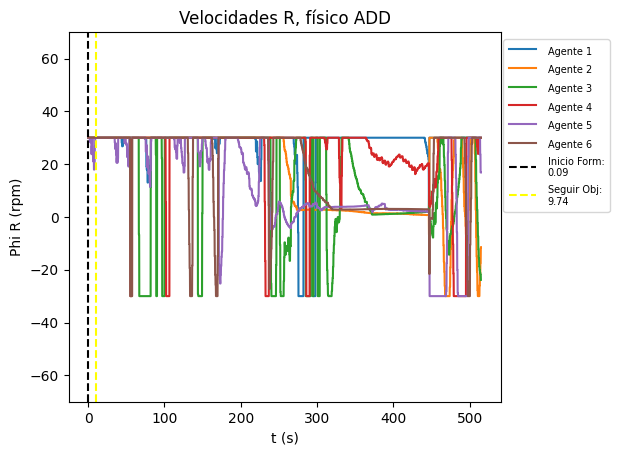 Velocidades R, físico ADD
Phi R (rpm)
60
40
20
0
−20
−40
−60
0
100
200
300
400
500
t (s)
Agente 1
Agente 2
Agente 3
Agente 4
Agente 5
Agente 6
Inicio Form:
0.09
Seguir Obj:
9.74